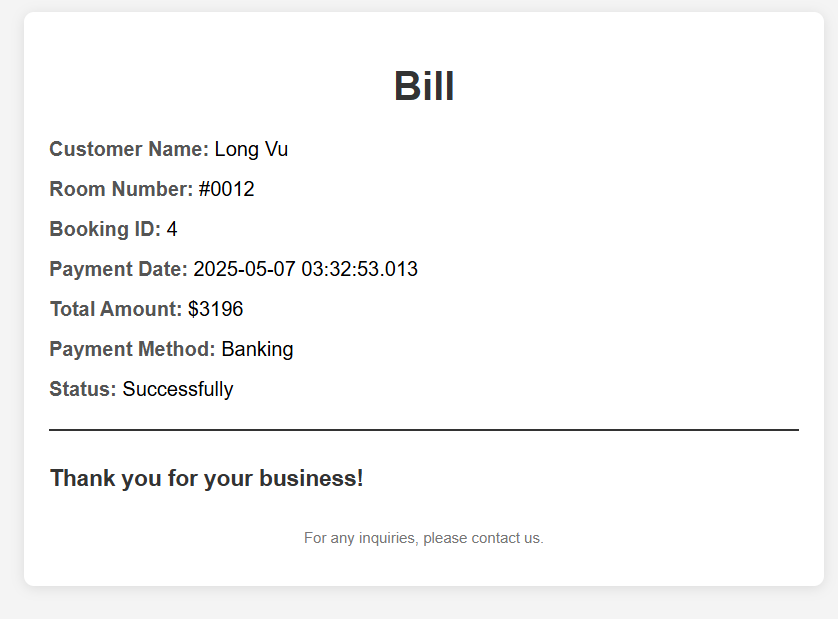 Bill
Customer Name: Long Vu
Room Number: #0012
Booking ID: 4
Payment Date: 2025-05-07 03:32:53.013
Total Amount: $3196
Payment Method: Banking
Status: Successfully
Thank you for your business!
For any inquiries, please contact us.